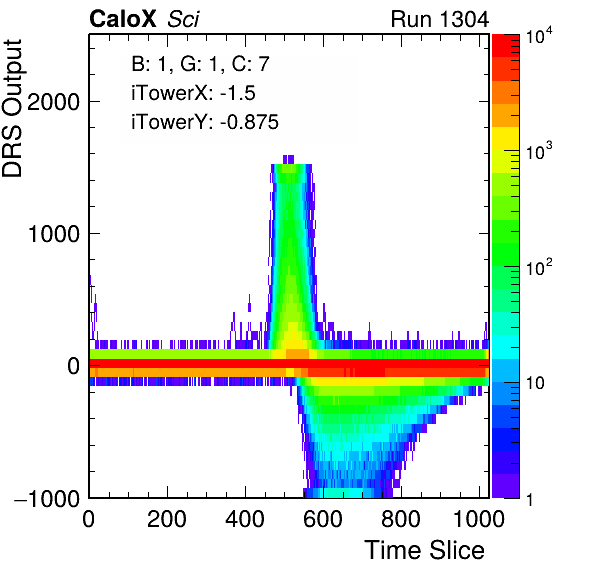 CaloX Sci Run 1304
DRS Output
B: 1, G: 1, C: 7
iTowerX: -1.5
iTowerY: -0.875
2000
1000
0
−1000
0 200 400 600 800 1000
Time Slice
10⁴
10³
10²
10
1